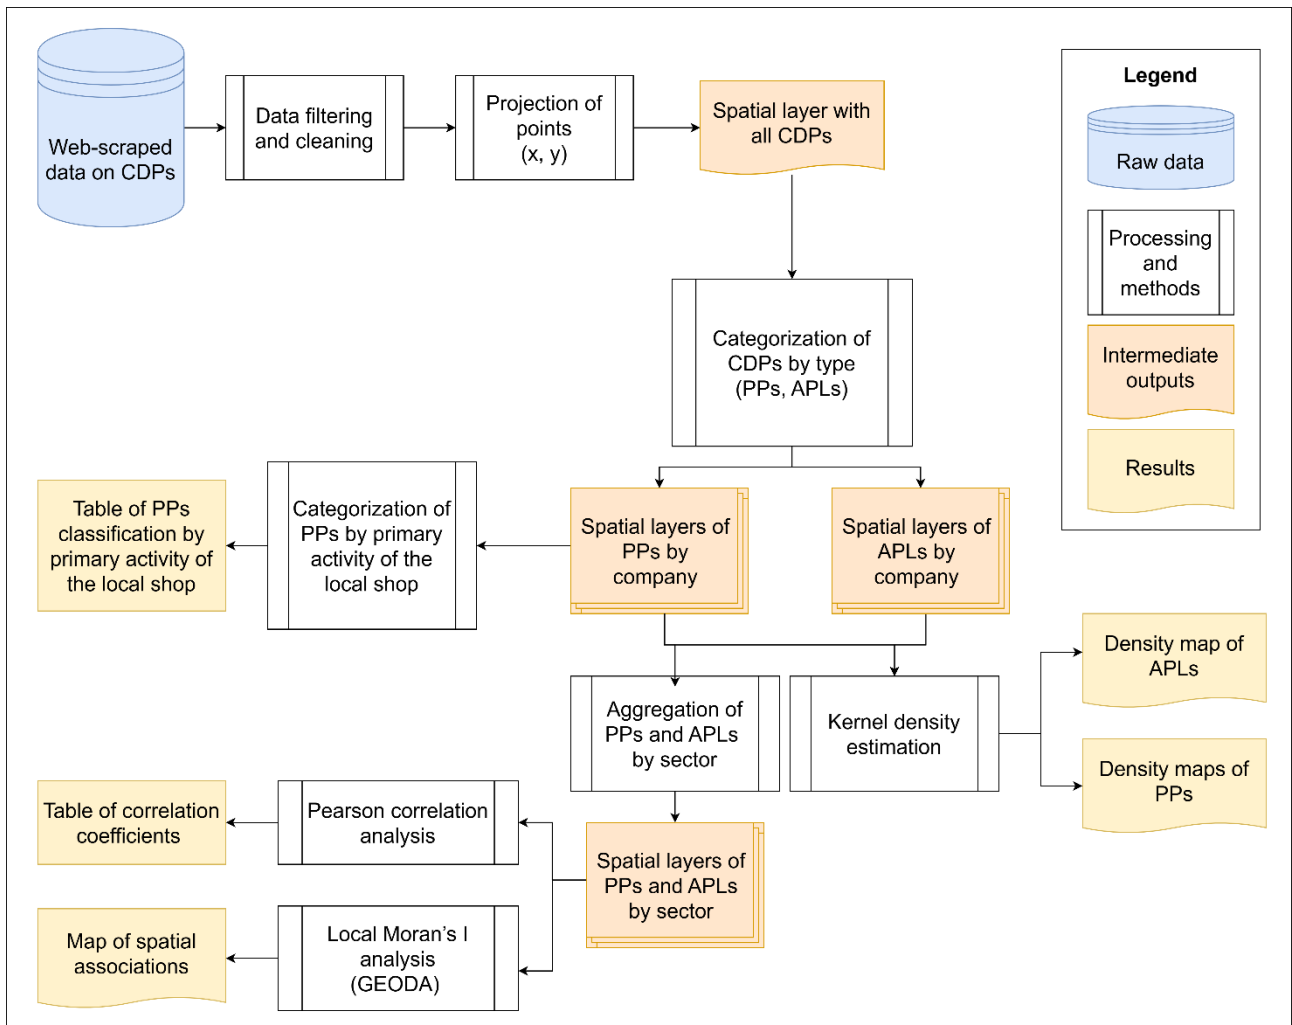 Web-scraped
data on CDPs
Data filtering
and cleaning
Projection of
points
(x, y)
Spatial layer with
all CDPs
Legend
Raw data
Processing
and
methods
Intermediate
outputs
Results
Categorization of
CDPs by type
(PPs, APLs)
Table of PPs
classification by
primary activity of
the local shop
Categorization of
PPs by primary
activity of the
local shop
Spatial layers of
PPs by
company
Spatial layers of
APLs by
company
Aggregation of
PPs and APLs
by sector
Kernel density
estimation
Density map of
APLs
Density maps of
PPs
Table of correlation
coefficients
Pearson correlation
analysis
Spatial layers of
PPs and APLs
by sector
Map of spatial
associations
Local Moran's I
analysis
(GEODA)